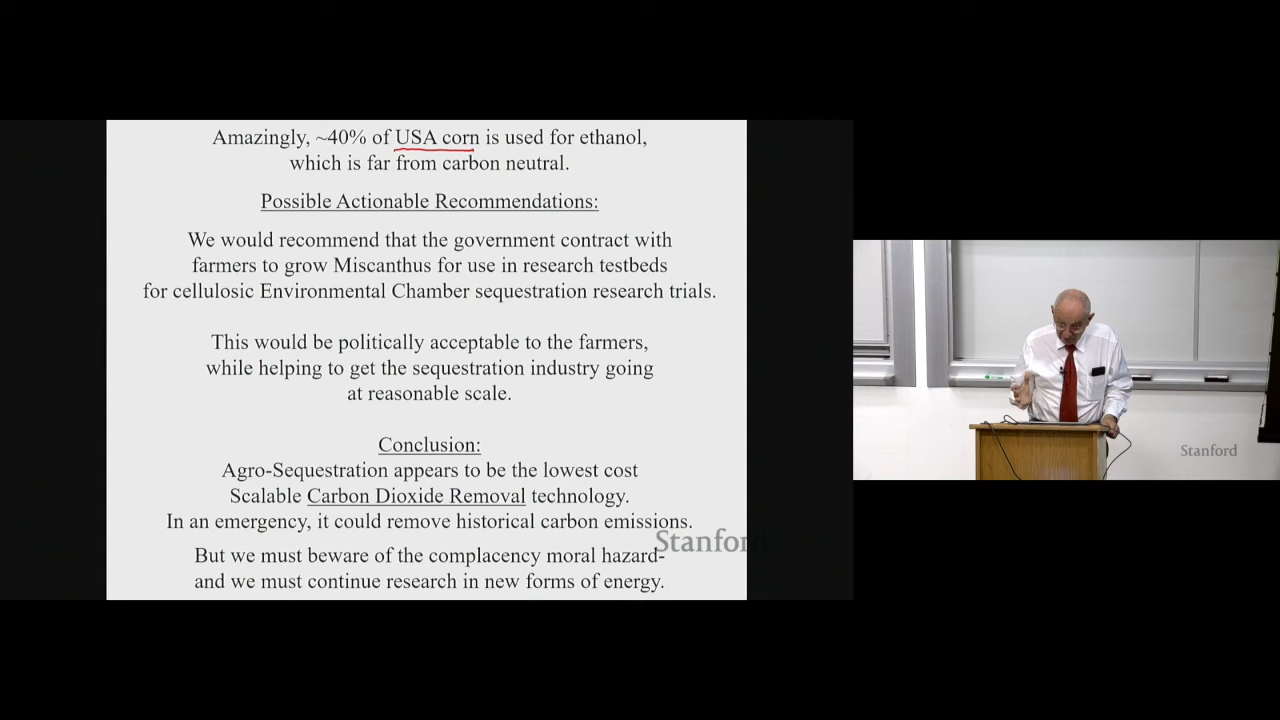 Amazingly, ~40% of USA corn is used for ethanol,
which is far from carbon neutral.
Possible Actionable Recommendations:
We would recommend that the government contract with
farmers to grow Miscanthus for use in research testbeds
for cellulosic Environmental Chamber sequestration research trials.
This would be politically acceptable to the farmers,
while helping to get the sequestration industry going
at reasonable scale.
Conclusion:
Agro-Sequestration appears to be the lowest cost
Scalable Carbon Dioxide Removal technology.
In an emergency, it could remove historical carbon emissions.
But we must beware of the complacency moral hazard-
and we must continue research in new forms of energy.
Stanford
Stanford